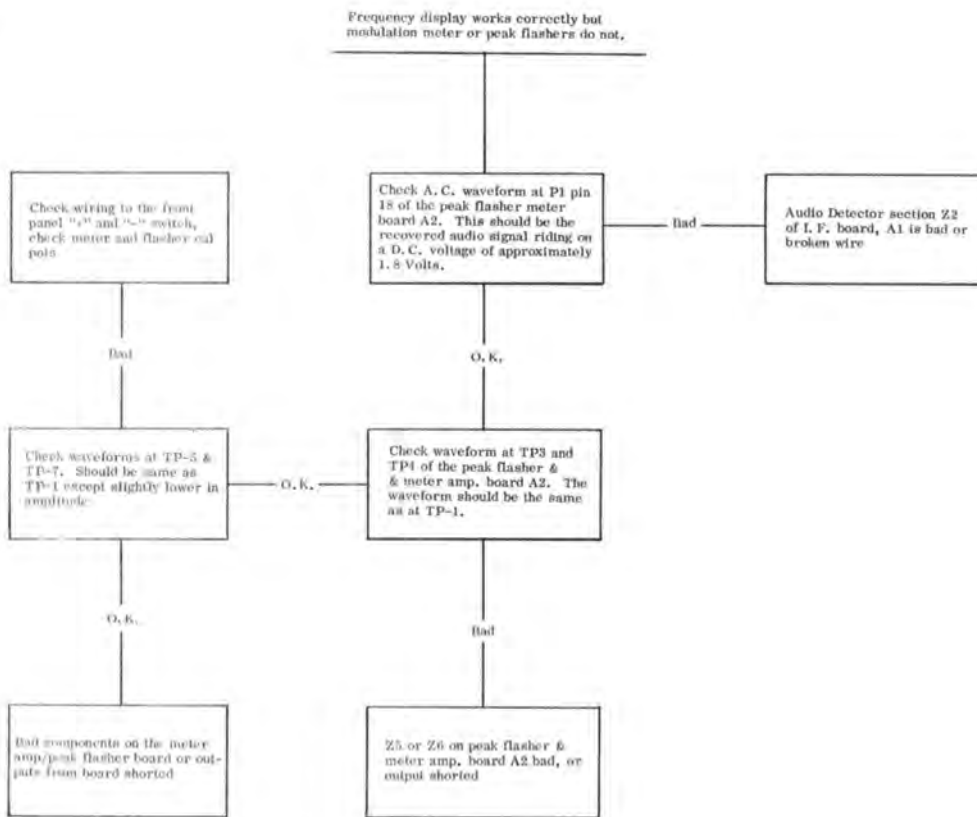 Frequency display works correctly but
modulation meter or peak flashers do not.
Check wiring to the front
panel "+" and "-" switch,
check meter and flasher cal
pots
Check A.C. waveform at P1 pin
18 of the peak flasher meter
board A2. This should be the
recovered audio signal riding on
a D.C. voltage of approximately
1.8 Volts.
Bad
Audio Detector section Z2
of I.F. board, A1 is bad or
broken wire
Bad
O.K.
Check waveforms at TP-5 &
TP-7. Should be same as
TP-1 except slightly lower in
amplitude
O.K.
Check waveform at TP3 and
TP4 of the peak flasher &
& meter amp. board A2. The
waveform should be the same
as at TP-1.
O.K.
Bad
Bad components on the meter
amp/peak flasher board or out-
puts from board shorted
Z5 or Z6 on peak flasher &
meter amp. board A2 bad, or
output shorted